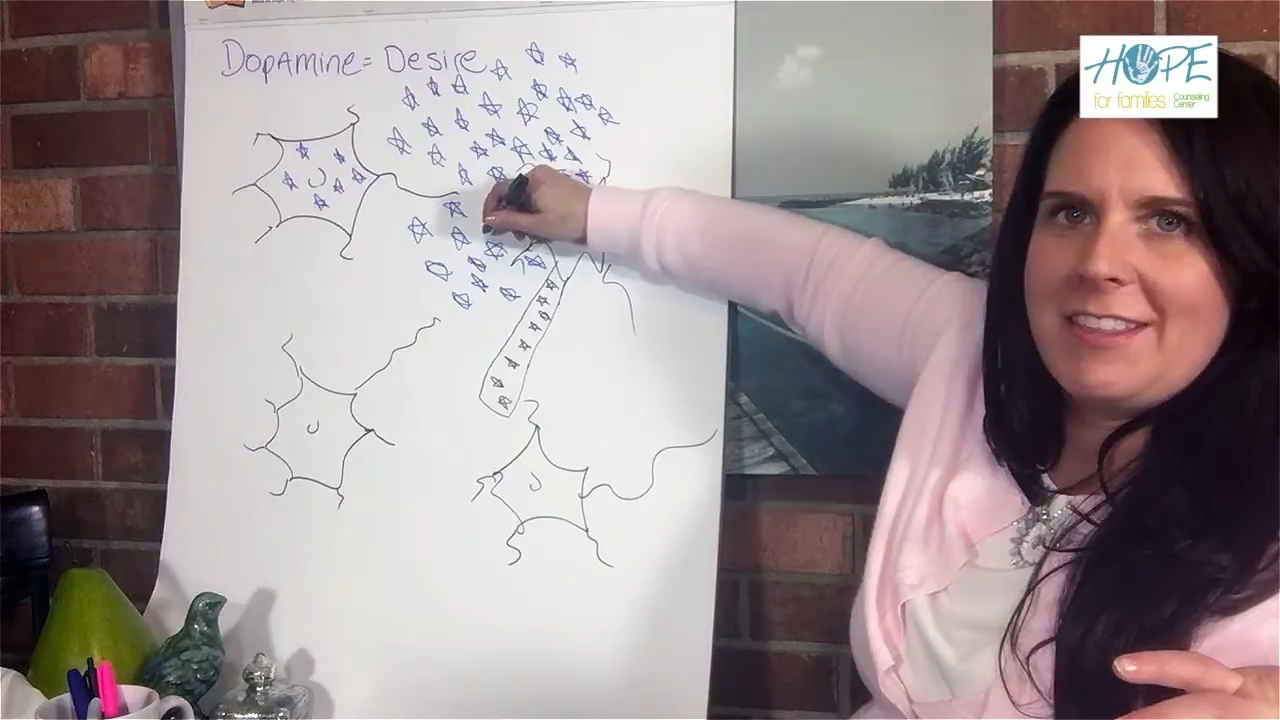 DopAmine = Desire
HOPE
for families
Counseling
Center